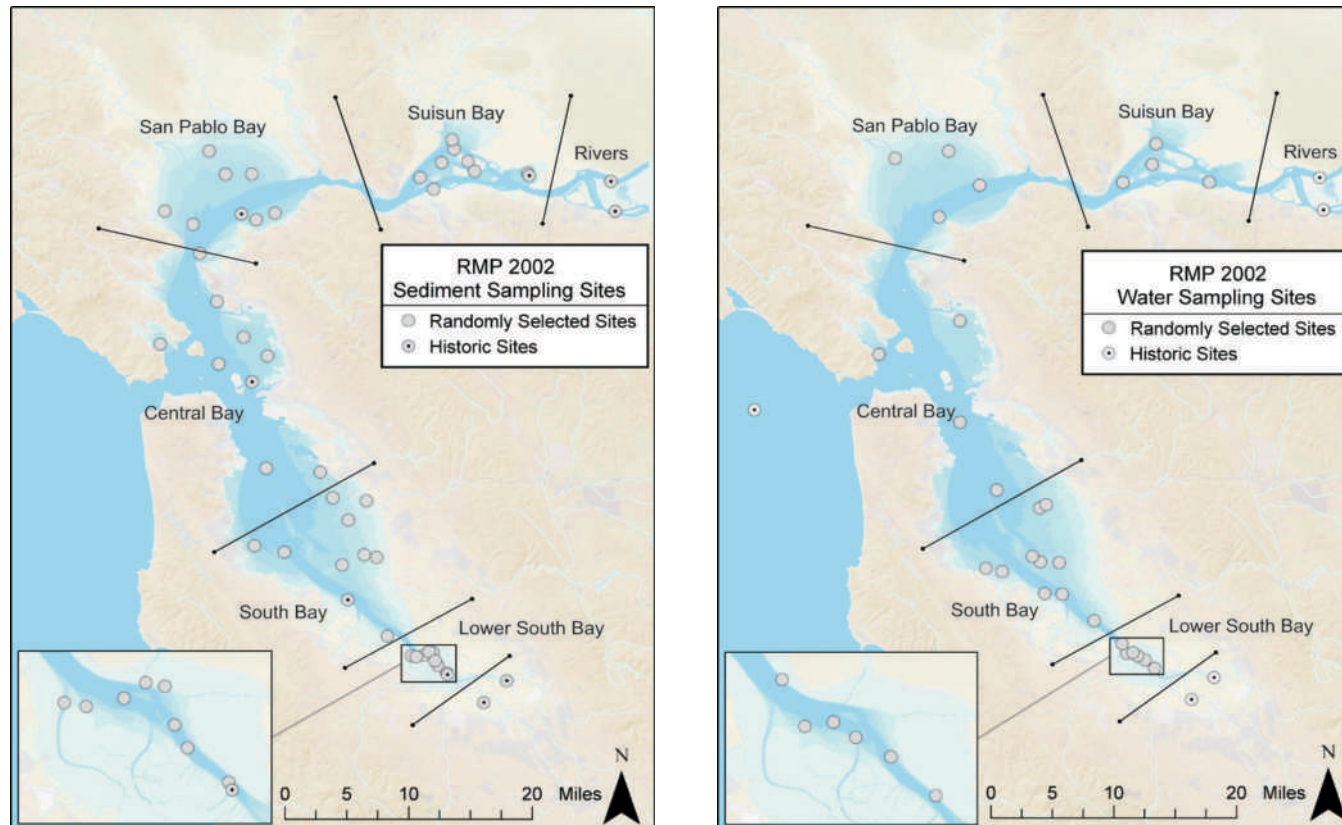 San Pablo Bay
Suisun Bay
Rivers
RMP 2002
Sediment Sampling Sites
Randomly Selected Sites
Historic Sites
Central Bay
South Bay
Lower South Bay
N
0 5 10 20 Miles
San Pablo Bay
Suisun Bay
Rivers
RMP 2002
Water Sampling Sites
Randomly Selected Sites
Historic Sites
Central Bay
South Bay
Lower South Bay
N
0 5 10 20 Miles